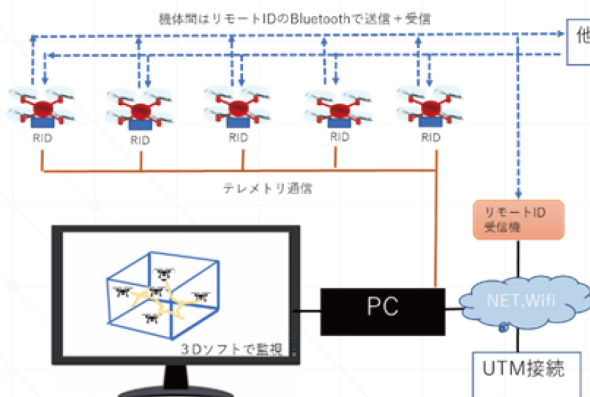 機体間はリモートIDのBluetoothで送信＋受信
他
RID
RID
RID
RID
RID
テレメトリ通信
リモートID
受信機
PC
NET,Wifi
３Dソフトで監視
UTM接続